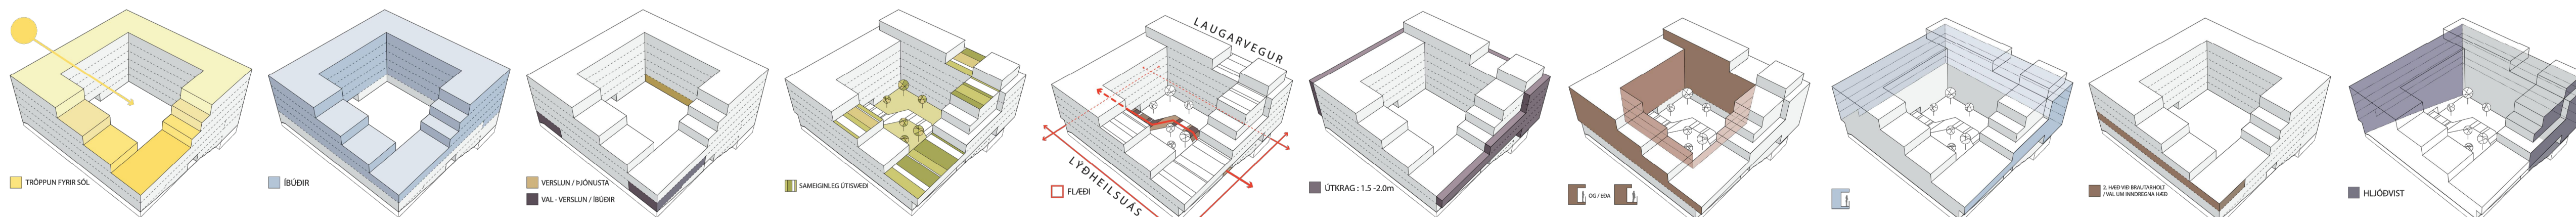 TRÖPPUN FYRIR SÓL
ÍBÚÐIR
VERSLUN / ÞJÓNUSTA
VAL - VERSLUN / ÍBÚÐIR
SAMEIGINLEG ÚTISVÆÐI
LAUGARVEGUR
LÝÐHEILSUÁS
FLÆÐI
ÚTKRAG : 1.5 -2.0m
OG / EÐA
2. HÆÐ VIÐ BRAUTARHOLT
/ VAL UM INNDREGNA HÆÐ
HLJÓÐVIST